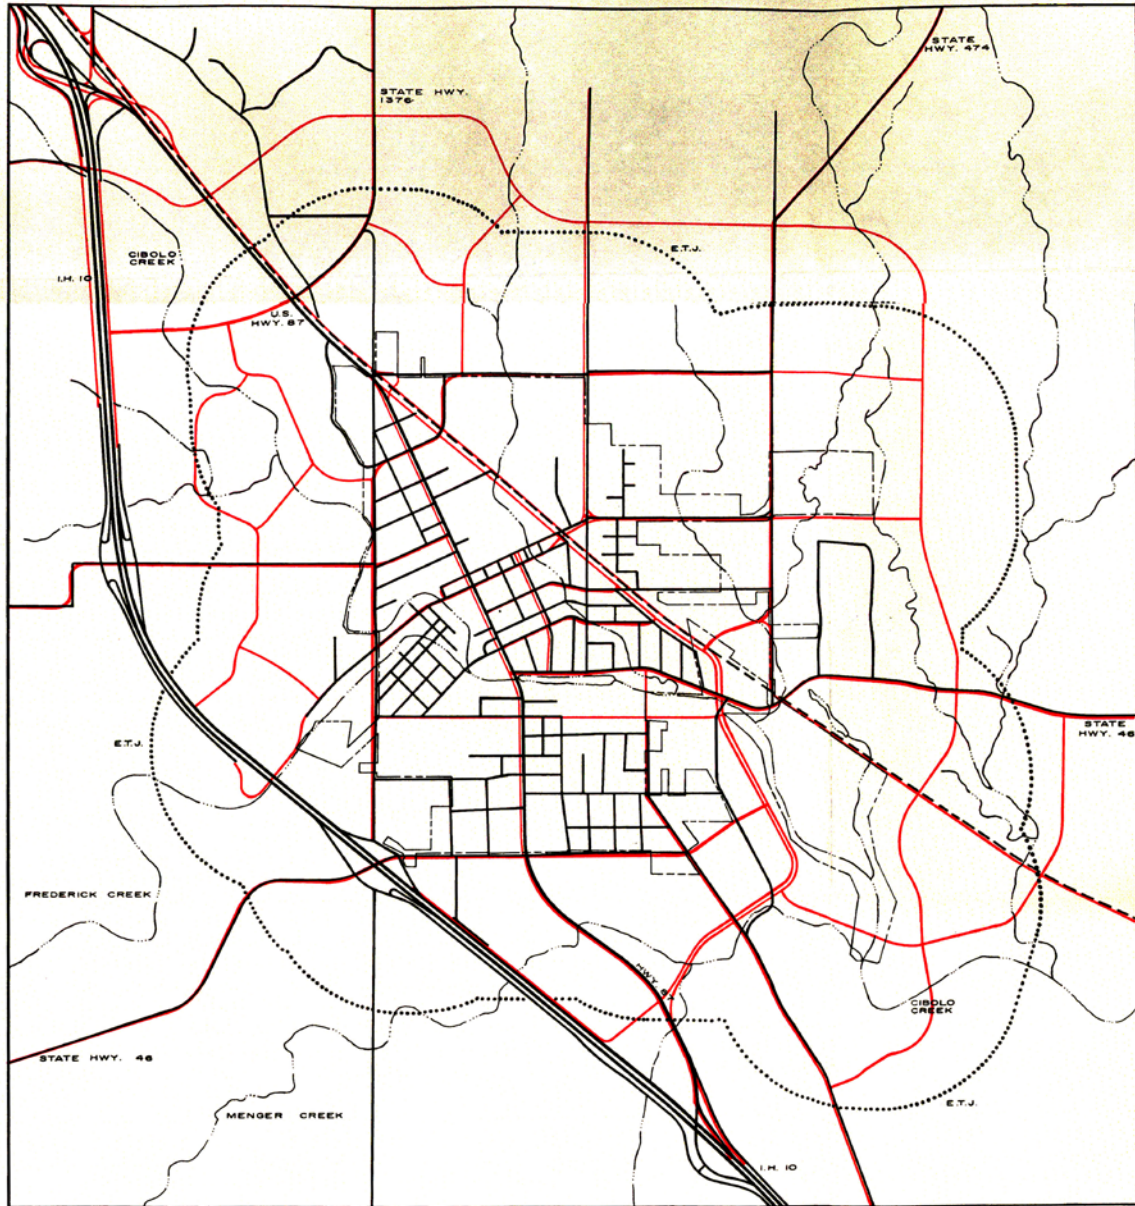 STATE
HWY. 474
STATE HWY.
1376
E.T.J.
CIBOLO
CREEK
I.H. 10
U.S.
HWY. 87
STATE
HWY. 46
E.T.J.
FREDERICK CREEK
HWY 87
CIBOLO
CREEK
STATE HWY. 46
E.T.J.
MENGER CREEK
I.H. 10